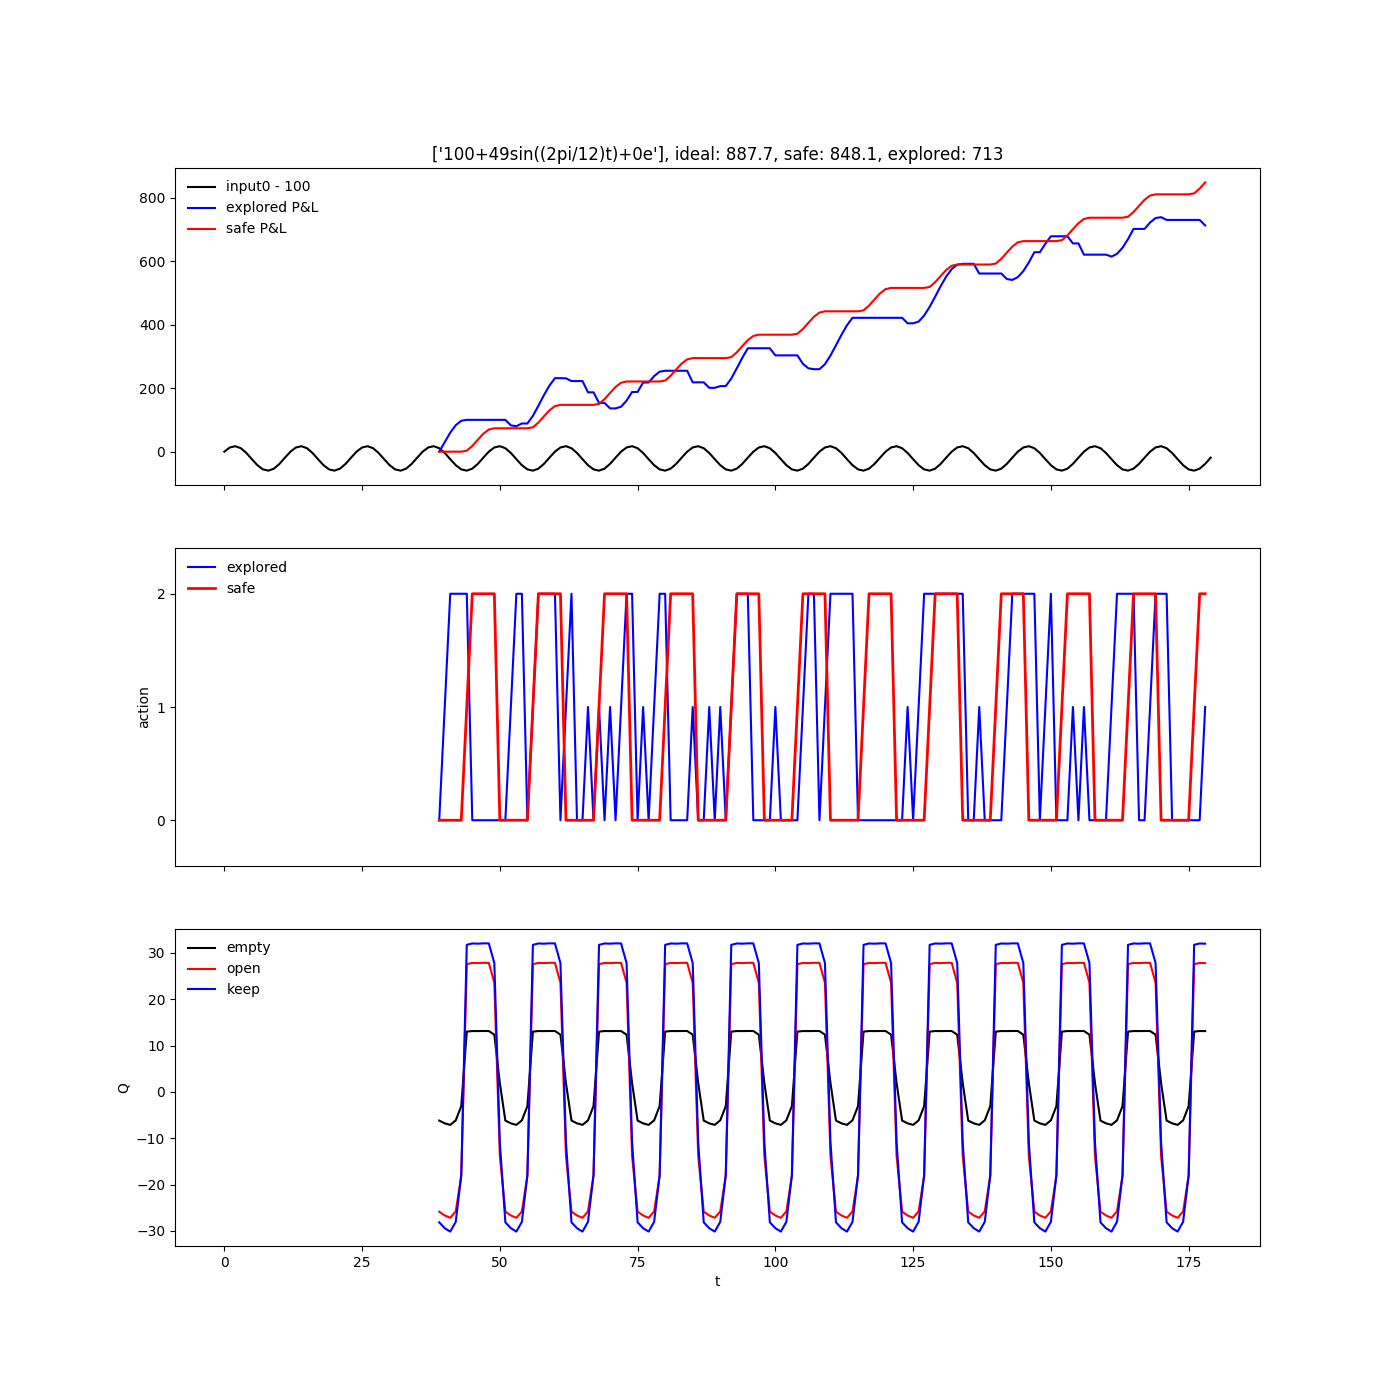 ['100+49sin((2pi/12)t)+0e'], ideal: 887.7, safe: 848.1, explored: 713
input0 - 100
explored P&L
safe P&L
800
600
400
200
0
explored
safe
2
1
0
action
empty
open
keep
30
20
10
0
−10
−20
−30
Q
0 25 50 75 100 125 150 175
t